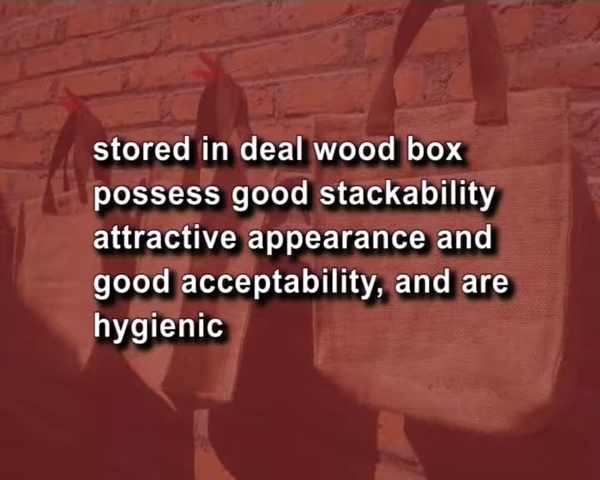 stored in deal wood box
possess good stackability
attractive appearance and
good acceptability, and are
hygienic